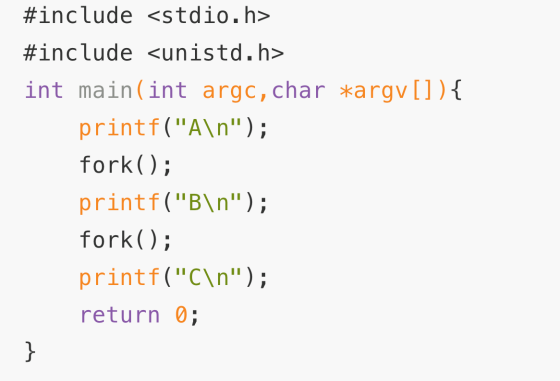 #include <stdio.h>
#include <unistd.h>
int main(int argc,char *argv[]){
    printf("A\n");
    fork();
    printf("B\n");
    fork();
    printf("C\n");
    return 0;
}